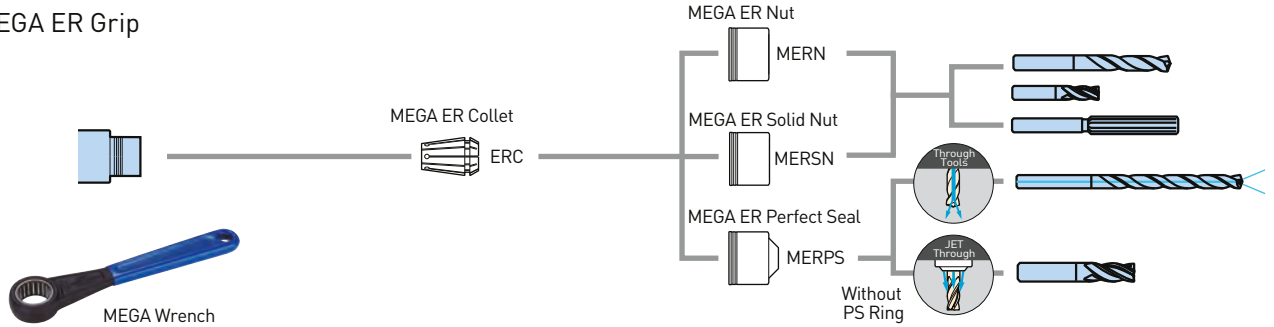 EGA ER Grip
MEGA ER Nut
MERN
MEGA ER Collet
ERC
MEGA ER Solid Nut
MERSN
Through
Tools
MEGA ER Perfect Seal
MERPS
JET
Through
Without
PS Ring
MEGA Wrench